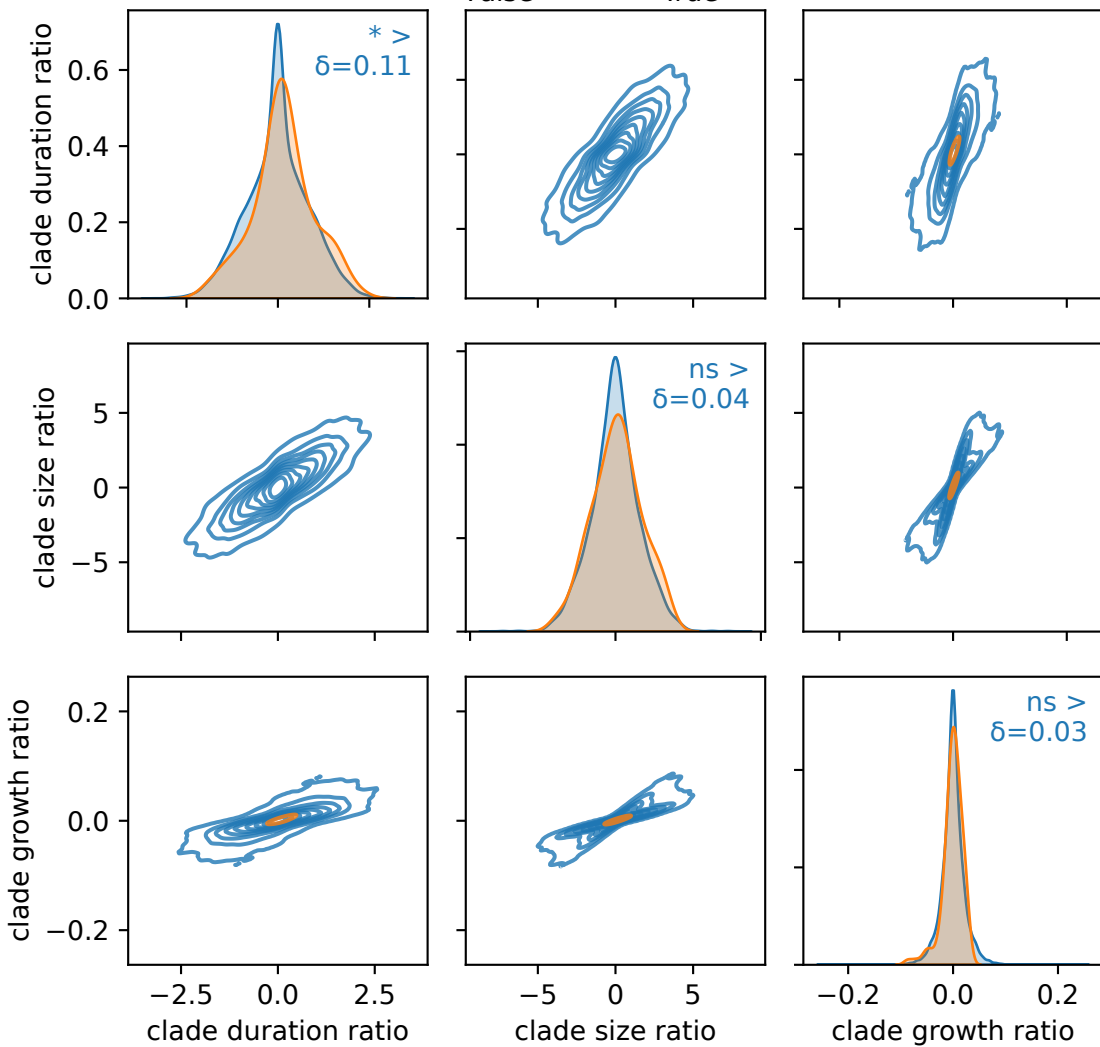 clade duration ratio
0.6
0.4
0.2
0.0
* >
δ=0.11
clade size ratio
5
0
−5
ns >
δ=0.04
clade growth ratio
0.2
0.0
−0.2
ns >
δ=0.03
−2.5 0.0 2.5
−5 0 5
−0.2 0.0 0.2
clade duration ratio
clade size ratio
clade growth ratio